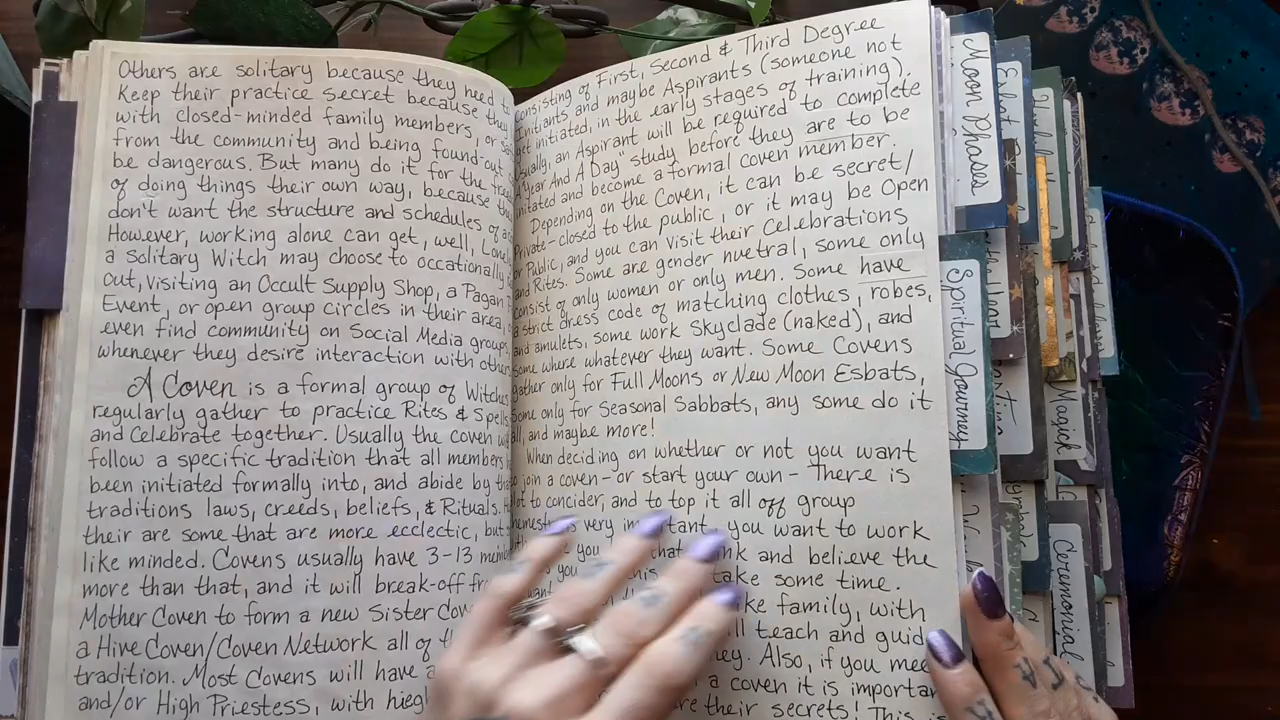 Others are solitary because they need to
Keep their practice secret because they
with closed-minded family members, or
from the community and being found-out
be dangerous. But many do it for the
of doing things their own way, because
don't want the structure and schedules of
However, working alone can get, well, Lone
a solitary Witch may choose to occationally
out, visiting an Occult Supply Shop, a Pagan
Event, or open group circles in their area,
even find community on Social Media groups
whenever they desire interaction with other
A Coven is a formal group of Witches
regularly gather to practice Rites & Spells
and Celebrate together. Usually the coven
follow a specific tradition that all members
been initiated formally into, and abide by
traditions laws, creeds, beliefs, & Rituals.
their are some that are more ecclectic, but
like minded. Covens usually have 3-13
more than that, and it will break-off
Mother Coven to form a new Sister
a Hive Coven/Coven Network all of
tradition. Most Covens will have a
and/or High Priestess, with
consisting of First, Second & Third Degree
Initiants and maybe Aspirants (someone not
get initiated, in the early stages of training).
Usually, an Aspirant will be required to complete
"A Year And A Day" study before they are to be
initated and become a formal coven member.
Depending on the Coven, it can be secret/
Private-closed to the public, or it may be Open
or Public, and you can visit their Celebrations
and Rites. Some are gender nuetral, some only
consist of only women or only men. Some have
a strict dress code of matching clothes, robes,
and amulets, some work Skyclade (naked), and
some where whatever they want. Some Covens
gather only for Full Moons or New Moon Esbats,
Some only for Seasonal Sabbats, any some do it
all, and maybe more!
When deciding on whether or not you want
to join a coven-or start your own- There is
lot to concider, and to top it all off group
very you want to work
you that and believe the
you this take some time.
family, with
teach and guid
Also, if you mee
a coven it is importan
their secrets! This is
Moon Phases
Spiritual Journey
Magick
Ceremonial